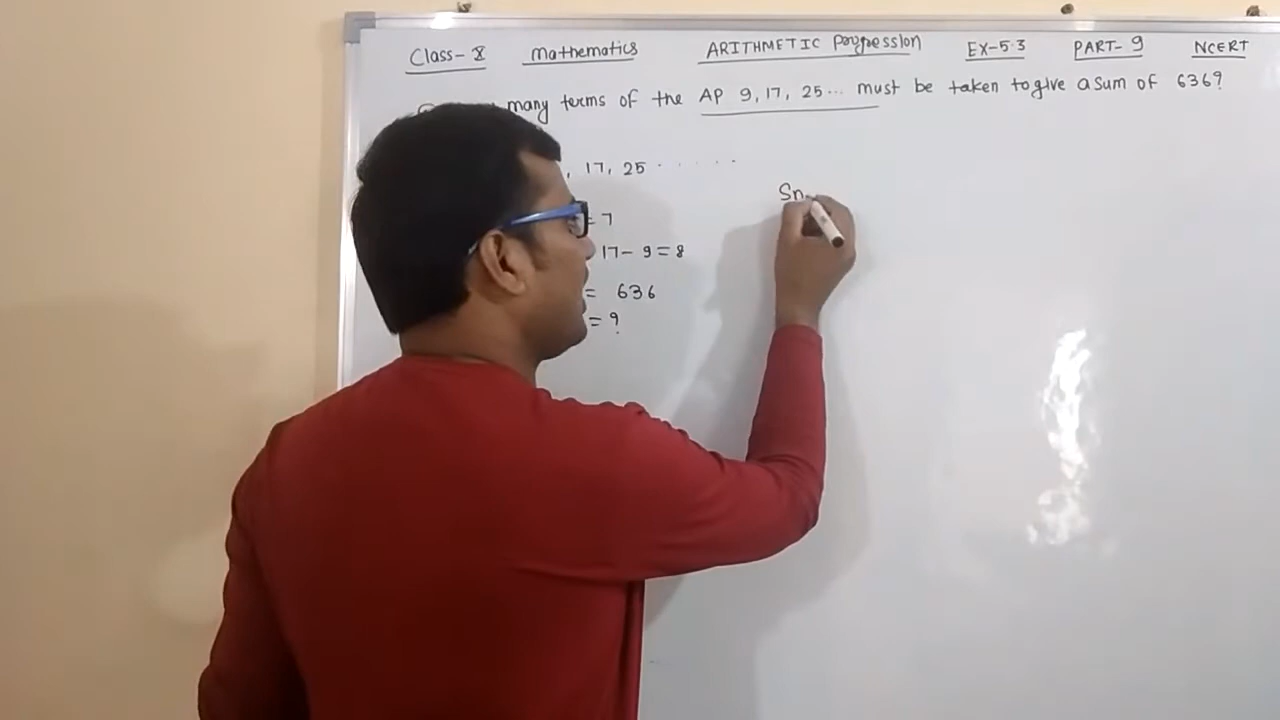 Class- X Mathematics ARITHMETIC Progression EX-5.3 PART- 9 NCERT
many terms of the AP 9, 17, 25... must be taken to give a sum of 636?
, 17, 25 . . . . .
Sn
= 7
17- 9 = 8
= 636
= ?